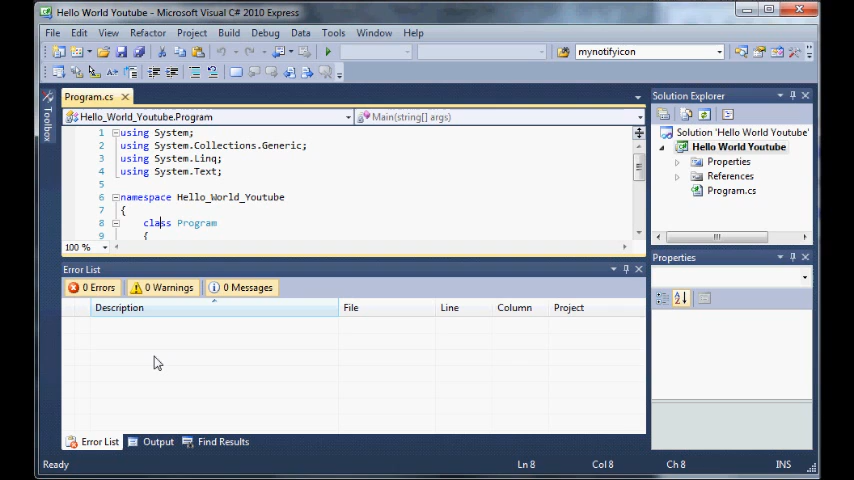 Hello World Youtube - Microsoft Visual C# 2010 Express
File Edit View Refactor Project Build Debug Data Tools Window Help
mynotifyicon
Toolbox
Program.cs
Hello_World_Youtube.Program
Main(string[] args)
1 using System;
2 using System.Collections.Generic;
3 using System.Linq;
4 using System.Text;
5
6 namespace Hello_World_Youtube
7 {
8 class Program
9 {
100 %
Error List
0 Errors 0 Warnings 0 Messages
Description File Line Column Project
Error List Output Find Results
Solution Explorer
Solution 'Hello World Youtube'
Hello World Youtube
Properties
References
Program.cs
Properties
Ready Ln 8 Col 8 Ch 8 INS